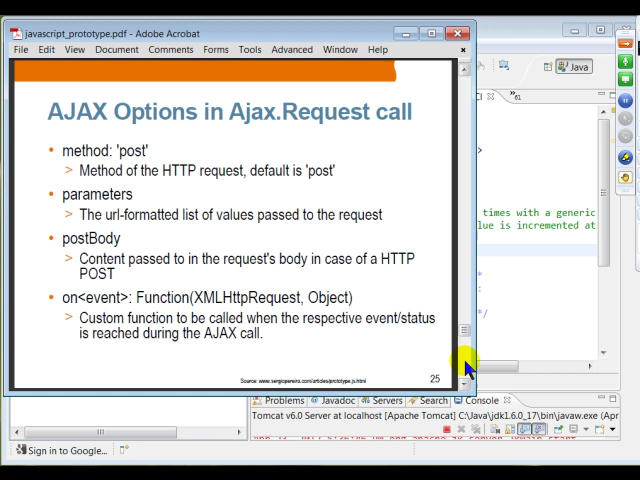 javascript_prototype.pdf - Adobe Acrobat
File Edit View Document Comments Forms Tools Advanced Window Help
AJAX Options in Ajax.Request call
• method: 'post'
> Method of the HTTP request, default is 'post'
• parameters
> The url-formatted list of values passed to the request
• postBody
> Content passed to in the request's body in case of a HTTP
POST
• on<event>: Function(XMLHttpRequest, Object)
> Custom function to be called when the respective event/status
is reached during the AJAX call.
Source: www.sergiopereira.com/articles/prototype.js.html
25
Java
times with a generic
lue is incremented at
Problems Javadoc Servers Search Console
Tomcat v6.0 Server at localhost [Apache Tomcat] C:\Java\jdk1.6.0_17\bin\javaw.exe (Apr
Sign in to Google...